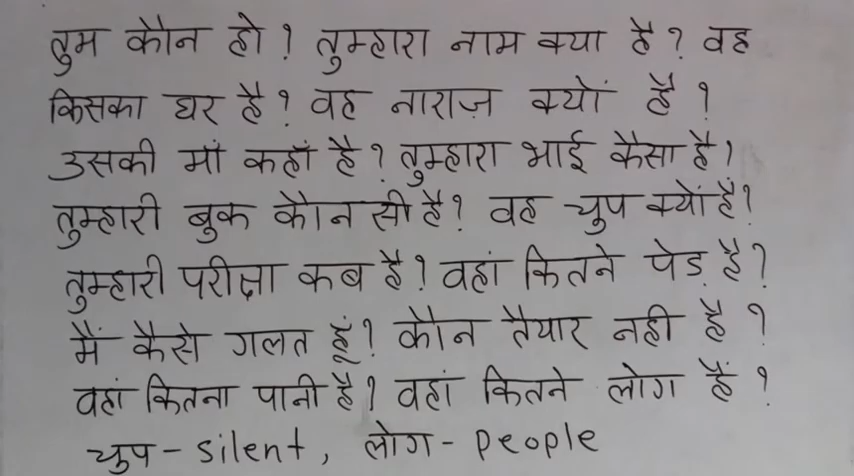 तुम कौन हो? तुम्हारा नाम क्या है? वह
किसका घर है? वह नाराज़ क्यों है?
उसकी माँ कहाँ है? तुम्हारा भाई कैसा है?
तुम्हारी बुक कौन सी है? वह चुप क्यों है?
तुम्हारी परीक्षा कब है? वहां कितने पेड़ है?
मैं कैसे गलत हूं? कौन तैयार नही है?
वहां कितना पानी है? वहां कितने लोग हैं?
चुप - silent, लोग - people